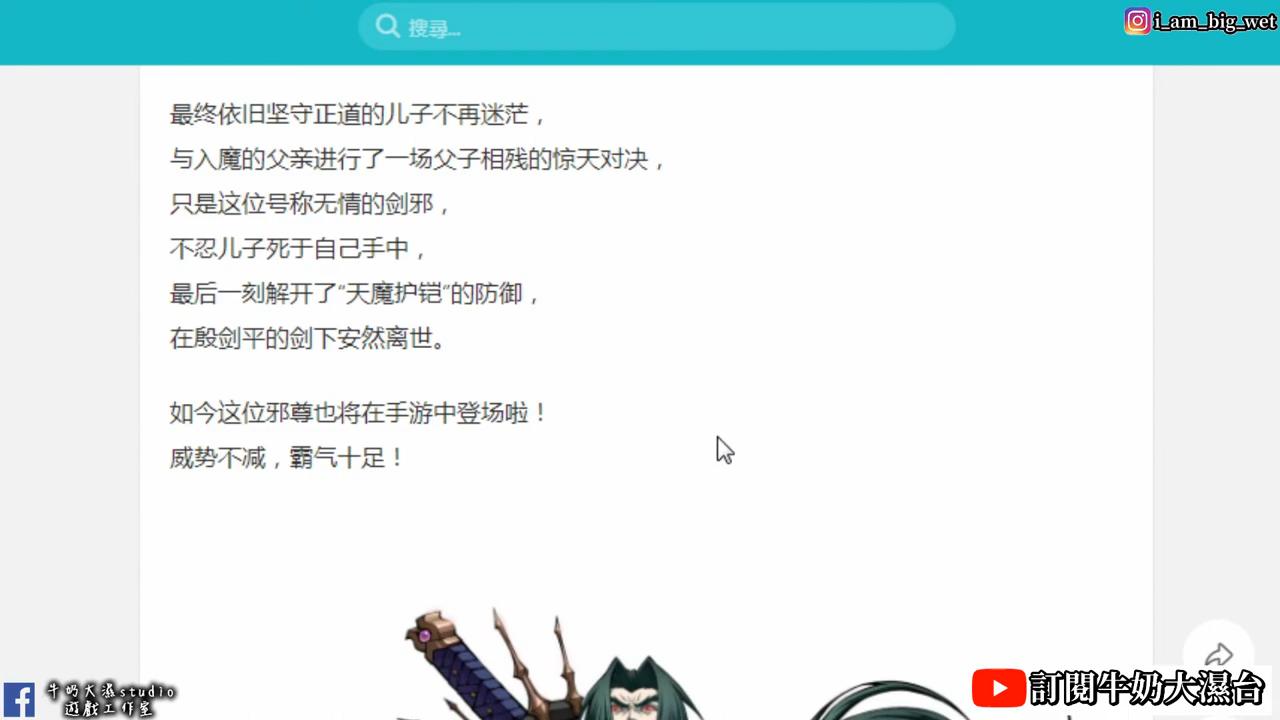 搜尋...
i_am_big_wet
最终依旧坚守正道的儿子不再迷茫，
与入魔的父亲进行了一场父子相残的惊天对决，
只是这位号称无情的剑邪，
不忍儿子死于自己手中，
最后一刻解开了“天魔护铠”的防御，
在殷剑平的剑下安然离世。
如今这位邪尊也将在手游中登场啦！
威势不减，霸气十足！
牛奶大濕studio
遊戲工作室
訂閱牛奶大濕台